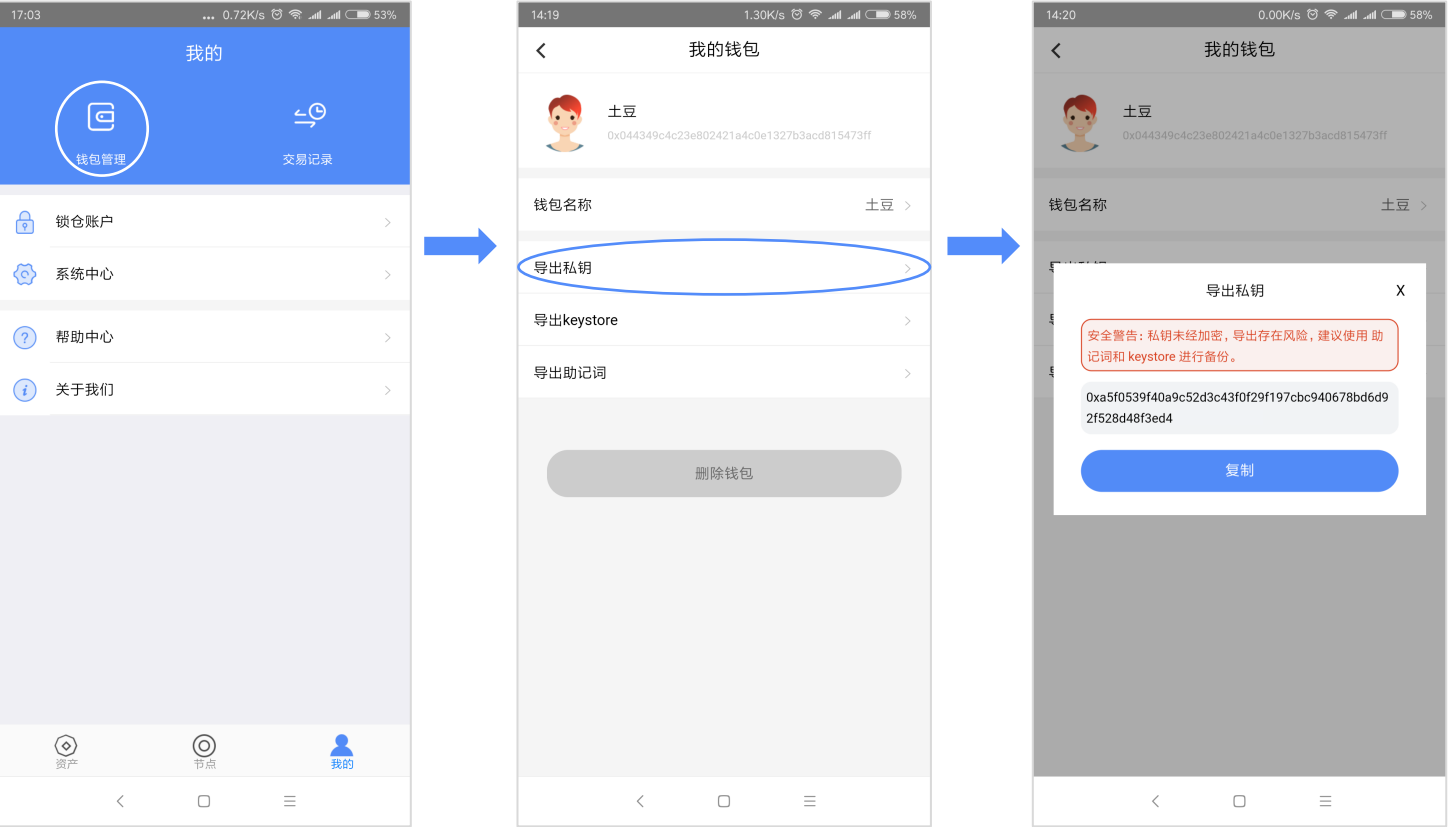 17:03
... 0.72K/s 53%
我的
钱包管理
交易记录
锁仓账户
系统中心
帮助中心
关于我们
资产
节点
我的
14:19
1.30K/s 58%
我的钱包
土豆
0x044349c4c23e802421a4c0e1327b3acd815473ff
钱包名称
土豆
导出私钥
导出keystore
导出助记词
删除钱包
14:20
0.00K/s 58%
我的钱包
土豆
0x044349c4c23e802421a4c0e1327b3acd815473ff
钱包名称
土豆
导出私钥
X
安全警告：私钥未经加密，导出存在风险，建议使用 助
记词和 keystore 进行备份。
0xa5f0539f40a9c52d3c43f0f29f197cbc940678bd6d9
2f528d48f3ed4
复制